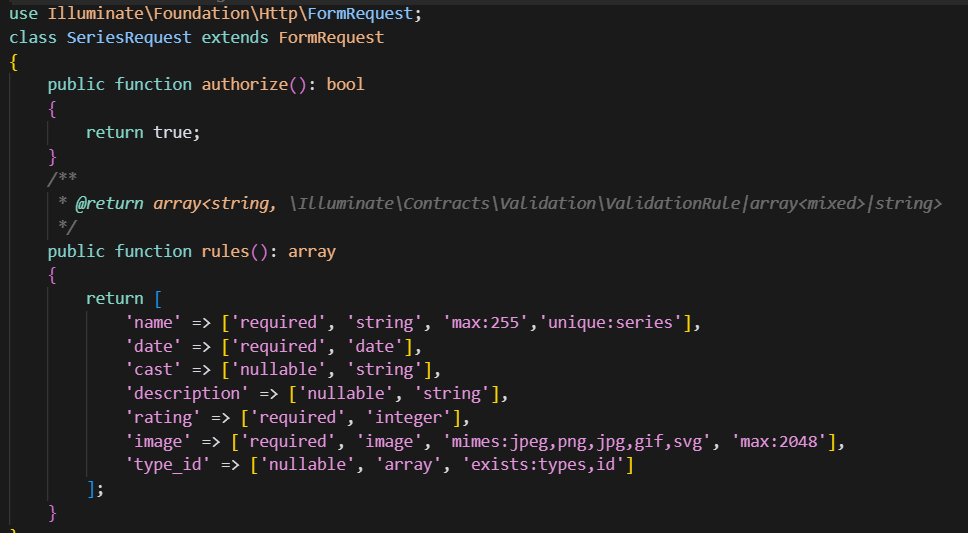 use Illuminate\Foundation\Http\FormRequest;
class SeriesRequest extends FormRequest
{
    public function authorize(): bool
    {
        return true;
    }
    /**
     * @return array<string, \Illuminate\Contracts\Validation\ValidationRule|array<mixed>|string>
     */
    public function rules(): array
    {
        return [
            'name' => ['required', 'string', 'max:255','unique:series'],
            'date' => ['required', 'date'],
            'cast' => ['nullable', 'string'],
            'description' => ['nullable', 'string'],
            'rating' => ['required', 'integer'],
            'image' => ['required', 'image', 'mimes:jpeg,png,jpg,gif,svg', 'max:2048'],
            'type_id' => ['nullable', 'array', 'exists:types,id']
        ];
    }
}